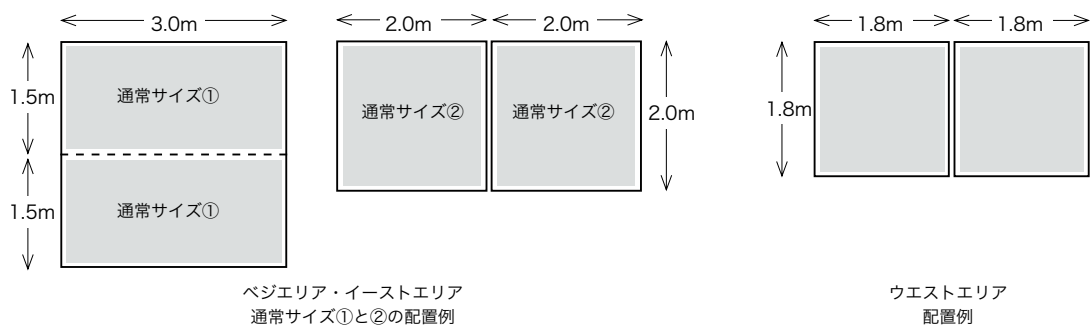 3.0m
1.5m
通常サイズ①
1.5m
通常サイズ①
2.0m
2.0m
通常サイズ②
通常サイズ②
2.0m
ベジエリア・イーストエリア
通常サイズ①と②の配置例
1.8m
1.8m
1.8m
ウエストエリア
配置例